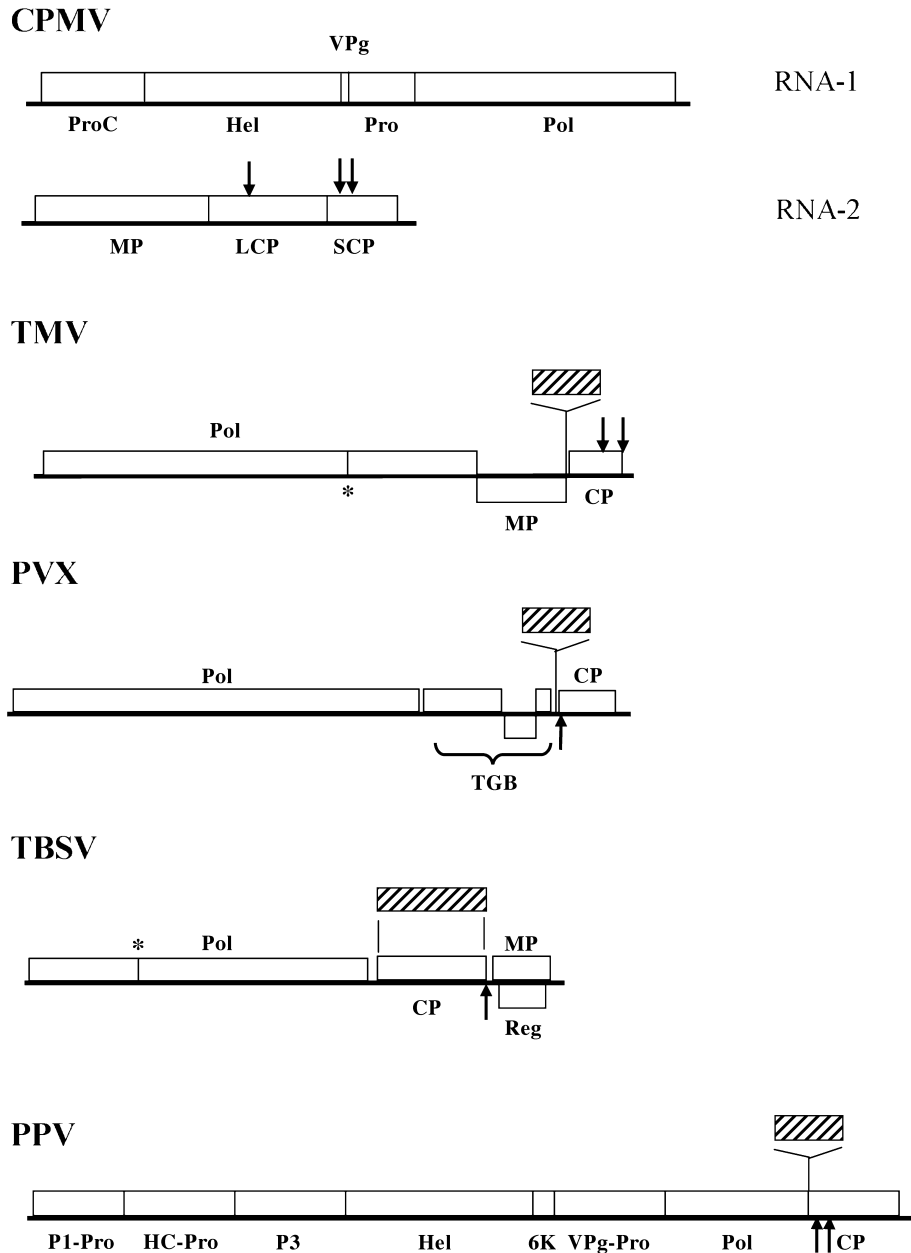 CPMV
VPg
RNA-1
ProC Hel Pro Pol
RNA-2
MP LCP SCP
TMV
Pol
*
CP
MP
PVX
Pol CP
TGB
TBSV
* Pol MP
CP
Reg
PPV
P1-Pro HC-Pro P3 Hel 6K VPg-Pro Pol CP